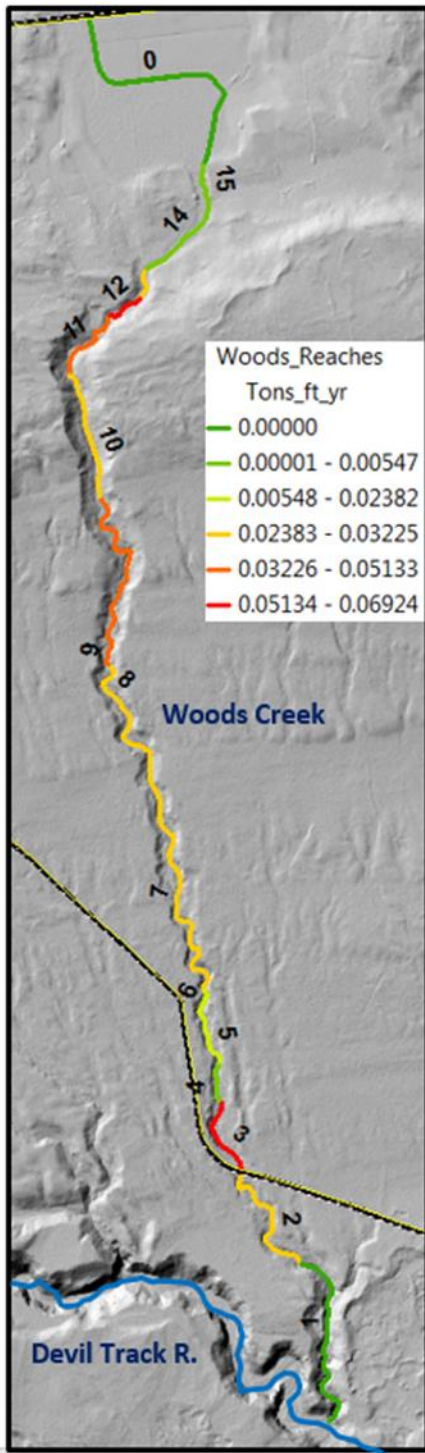 0
15
14
12
11
Woods_Reaches
Tons_ft_yr
0.00000
0.00001 - 0.00547
0.00548 - 0.02382
0.02383 - 0.03225
0.03226 - 0.05133
0.05134 - 0.06924
10
9
8
Woods Creek
7
6
5
4
3
2
1
Devil Track R.